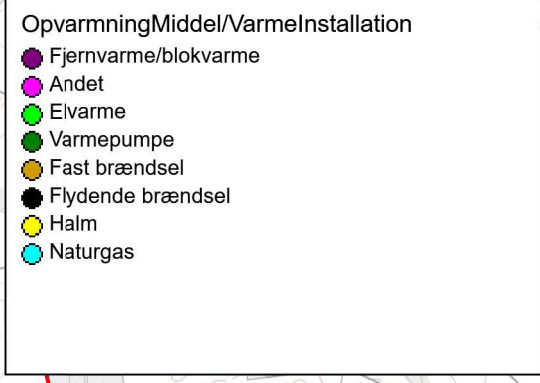 OpvarmningMiddel/VarmeInstallation
Fjernvarme/blokvarme
Andet
Elvarme
Varmepumpe
Fast brændsel
Flydende brændsel
Halm
Naturgas